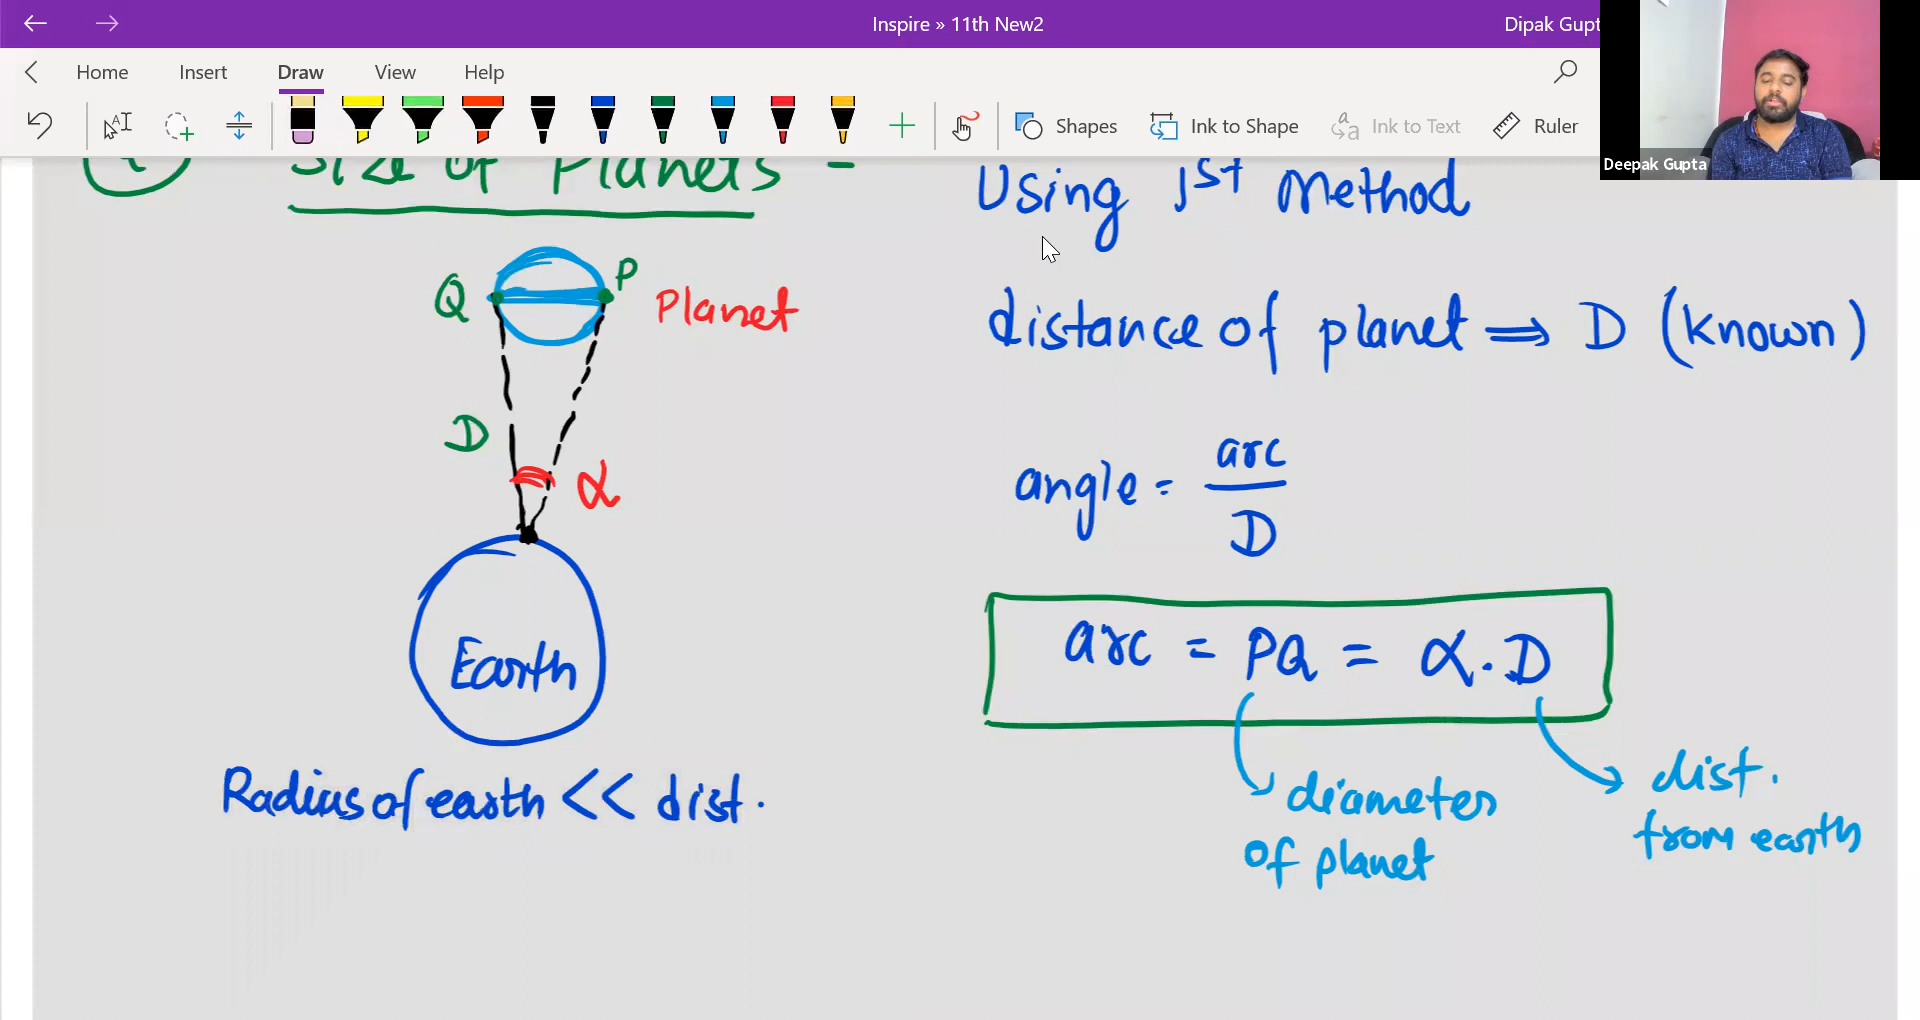 Inspire » 11th New2
Dipak Gupt
Home Insert Draw View Help
Shapes Ink to Shape Ink to Text Ruler
Deepak Gupta
Size of Planets =
Using 1st Method
Q P Planet
distance of planet ⇒ D (known)
D
α
angle = arc / D
Earth
arc = PQ = α . D
Radius of earth << dist.
diameter
of planet
dist.
from earth